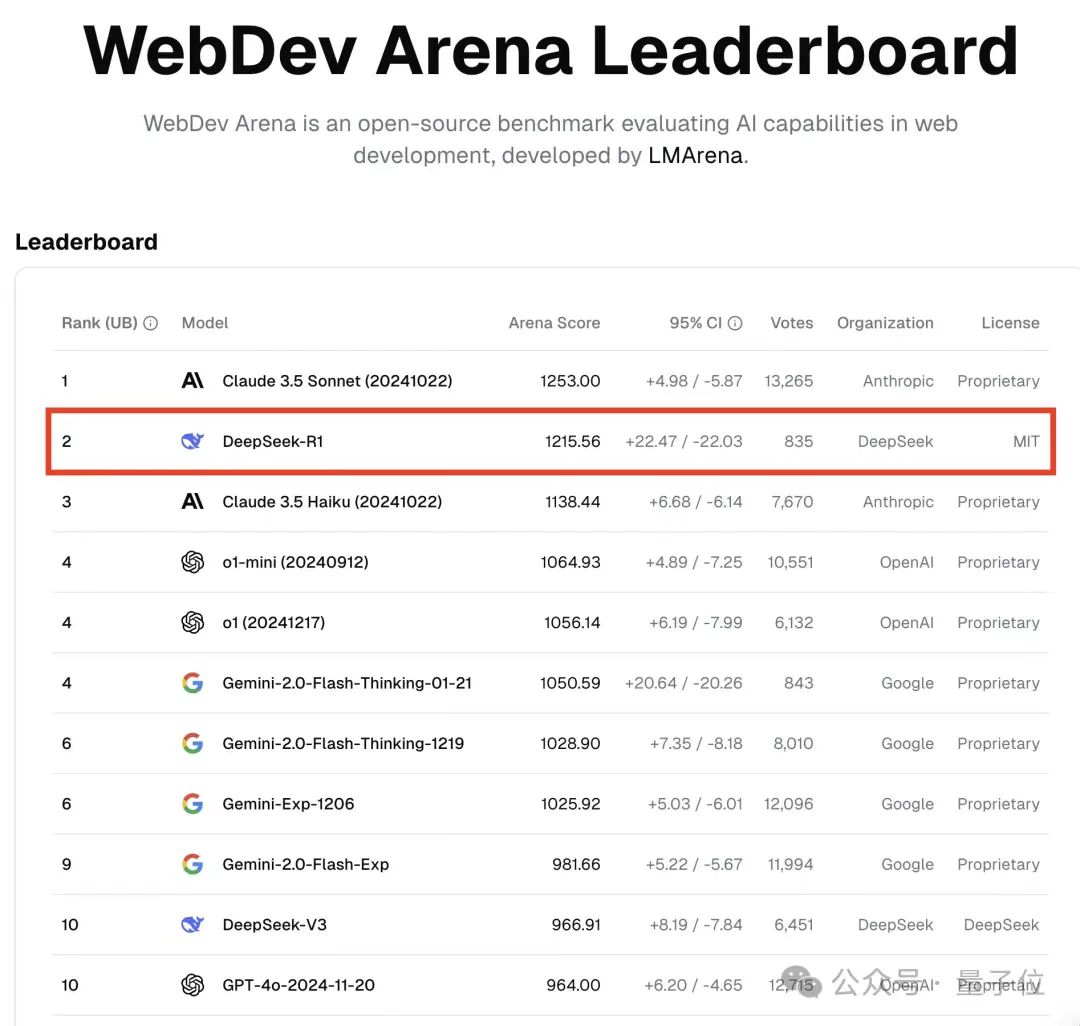 WebDev Arena Leaderboard
WebDev Arena is an open-source benchmark evaluating AI capabilities in web
development, developed by LMArena.
Leaderboard
Rank (UB) Model Arena Score 95% CI Votes Organization License
1 Claude 3.5 Sonnet (20241022) 1253.00 +4.98 / -5.87 13,265 Anthropic Proprietary
2 DeepSeek-R1 1215.56 +22.47 / -22.03 835 DeepSeek MIT
3 Claude 3.5 Haiku (20241022) 1138.44 +6.68 / -6.14 7,670 Anthropic Proprietary
4 o1-mini (20240912) 1064.93 +4.89 / -7.25 10,551 OpenAI Proprietary
4 o1 (20241217) 1056.14 +6.19 / -7.99 6,132 OpenAI Proprietary
4 Gemini-2.0-Flash-Thinking-01-21 1050.59 +20.64 / -20.26 843 Google Proprietary
6 Gemini-2.0-Flash-Thinking-1219 1028.90 +7.35 / -8.18 8,010 Google Proprietary
6 Gemini-Exp-1206 1025.92 +5.03 / -6.01 12,096 Google Proprietary
9 Gemini-2.0-Flash-Exp 981.66 +5.22 / -5.67 11,994 Google Proprietary
10 DeepSeek-V3 966.91 +8.19 / -7.84 6,451 DeepSeek DeepSeek
10 GPT-4o-2024-11-20 964.00 +6.20 / -4.65 12,715 OpenAI Proprietary
公众号 · 量子位